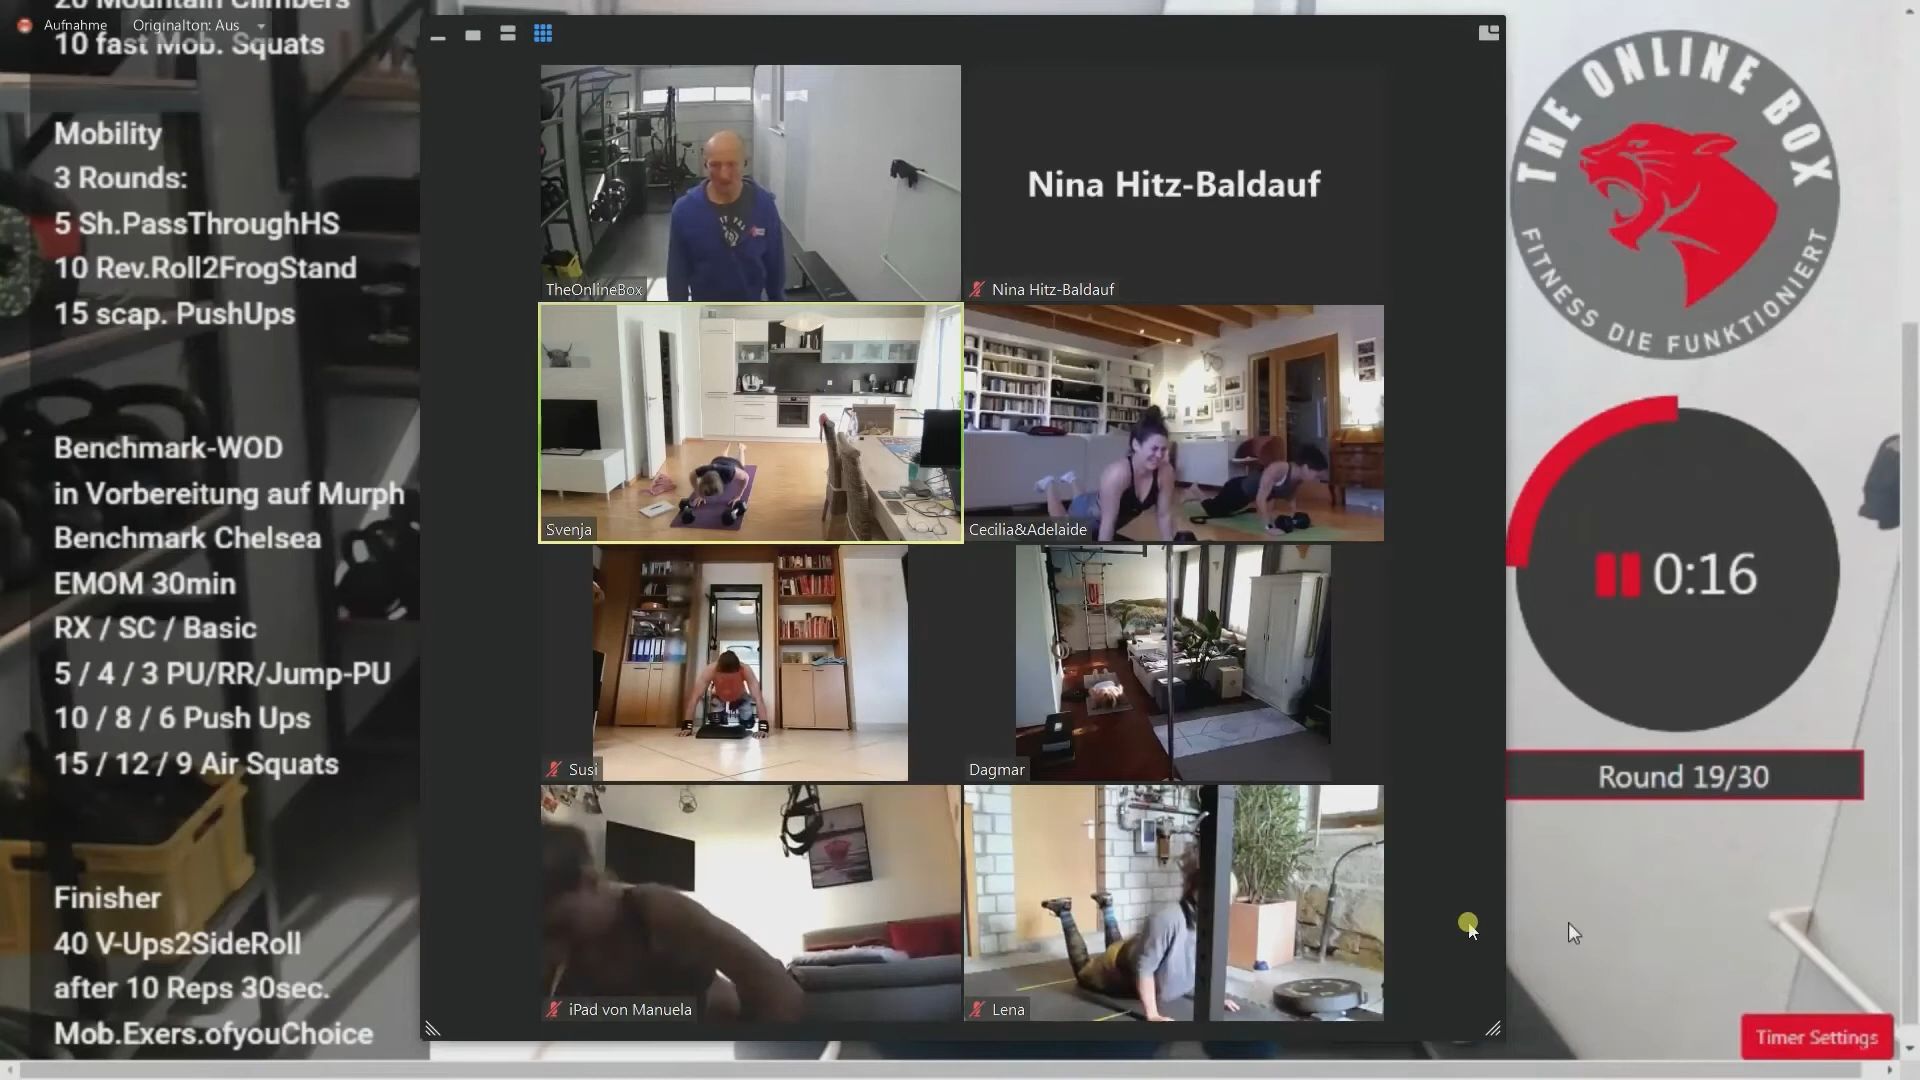 20 Mountain Climbers
Aufnahme
Originalton: Aus
10 fast Mob. Squats
Mobility
3 Rounds:
5 Sh.PassThroughHS
10 Rev.Roll2FrogStand
15 scap. PushUps
Benchmark-WOD
in Vorbereitung auf Murph
Benchmark Chelsea
EMOM 30min
RX / SC / Basic
5 / 4 / 3 PU/RR/Jump-PU
10 / 8 / 6 Push Ups
15 / 12 / 9 Air Squats
Finisher
40 V-Ups2SideRoll
after 10 Reps 30sec.
Mob.Exers.ofyouChoice
TheOnlineBox
Nina Hitz-Baldauf
Nina Hitz-Baldauf
Svenja
Cecilia&Adelaide
Susi
Dagmar
iPad von Manuela
Lena
THE ONLINE BOX
FITNESS DIE FUNKTIONIERT
0:16
Round 19/30
Timer Settings